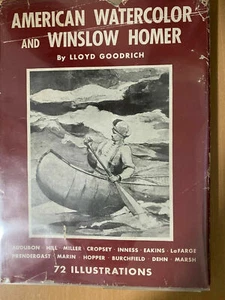 AMERICAN WATERCOLOR
AND WINSLOW HOMER
By LLOYD GOODRICH
AUDUBON · HILL · MILLER · CROPSEY · INNESS · EAKINS · LaFARGE
PRENDERGAST · MARIN · HOPPER · BURCHFIELD · DEHN · MARSH
72 ILLUSTRATIONS